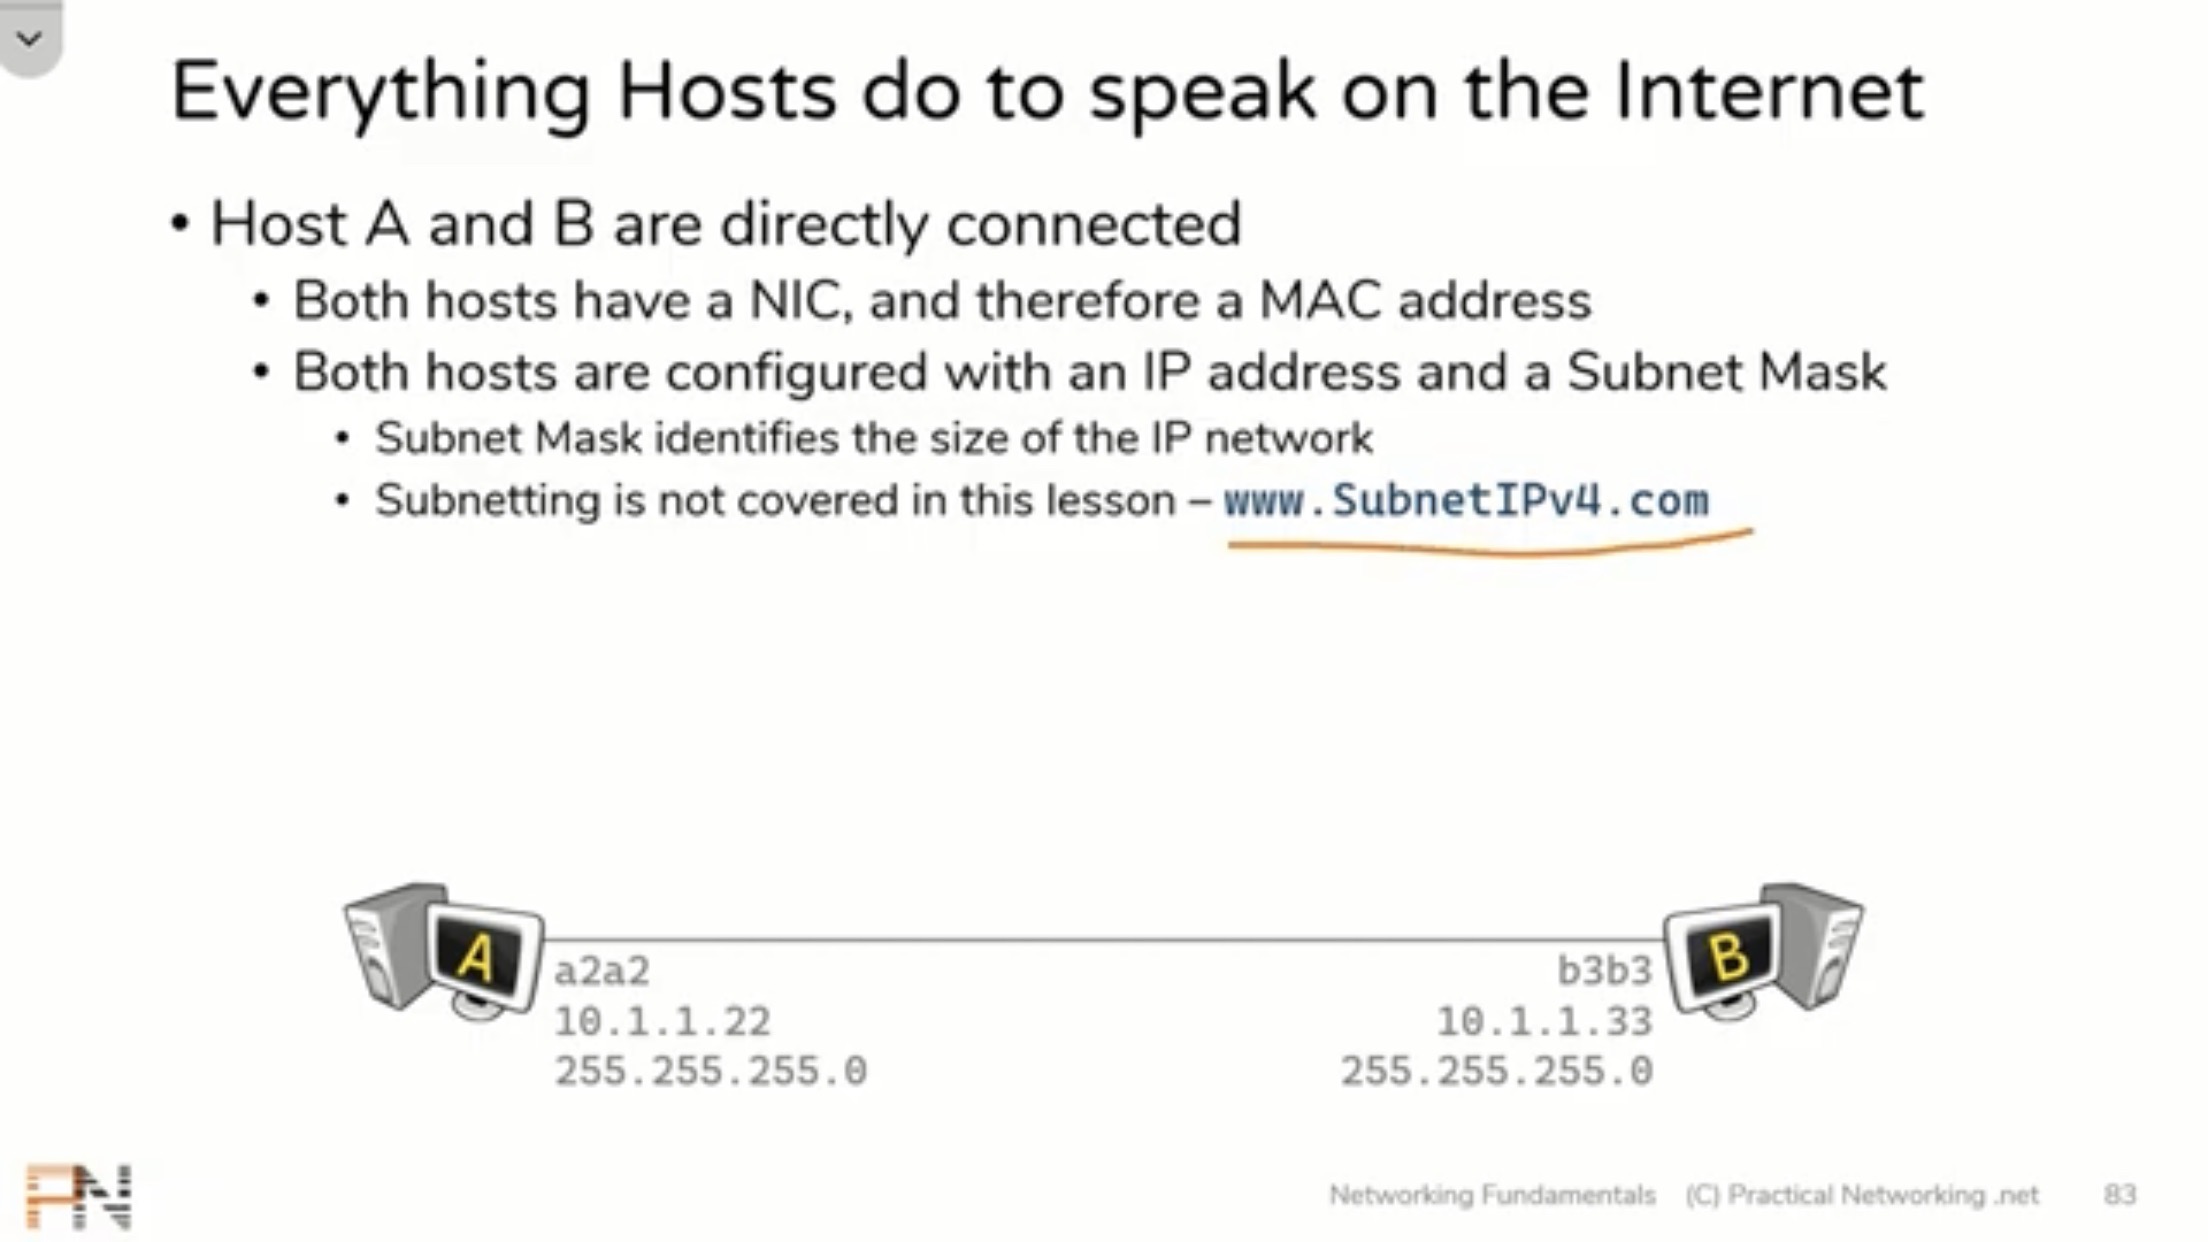 Everything Hosts do to speak on the Internet
• Host A and B are directly connected
• Both hosts have a NIC, and therefore a MAC address
• Both hosts are configured with an IP address and a Subnet Mask
• Subnet Mask identifies the size of the IP network
• Subnetting is not covered in this lesson – www.SubnetIPv4.com
A
a2a2
10.1.1.22
255.255.255.0
B
b3b3
10.1.1.33
255.255.255.0
PN
Networking Fundamentals (C) Practical Networking .net 83